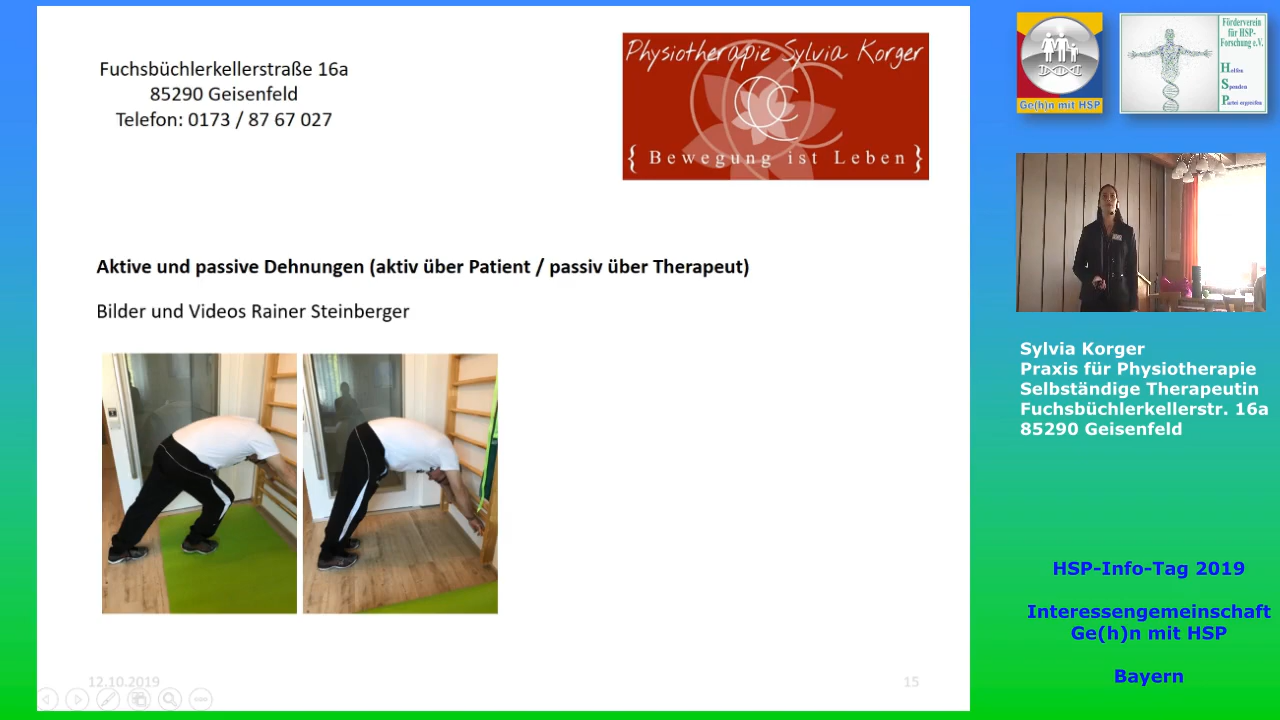 Fuchsbüchlerkellerstraße 16a
85290 Geisenfeld
Telefon: 0173 / 87 67 027
Physiotherapie Sylvia Korger
{ Bewegung ist Leben }
Aktive und passive Dehnungen (aktiv über Patient / passiv über Therapeut)
Bilder und Videos Rainer Steinberger
12.10.2019
15
Ge(h)n mit HSP
Förderverein
für HSP-
Forschung e.V.
Helfen
Spenden
Partei ergreifen
Sylvia Korger
Praxis für Physiotherapie
Selbständige Therapeutin
Fuchsbüchlerkellerstr. 16a
85290 Geisenfeld
HSP-Info-Tag 2019
Interessengemeinschaft
Ge(h)n mit HSP
Bayern